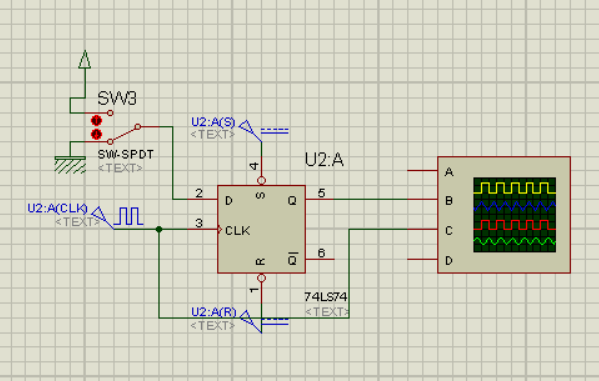 SW3
SW-SPDT
<TEXT>
U2:A(S)
<TEXT>
U2:A
4
2
D
S
Q
5
U2:A(CLK)
<TEXT>
3
CLK
R
Q
6
1
74LS74
<TEXT>
U2:A(R)
<TEXT>
A
B
C
D